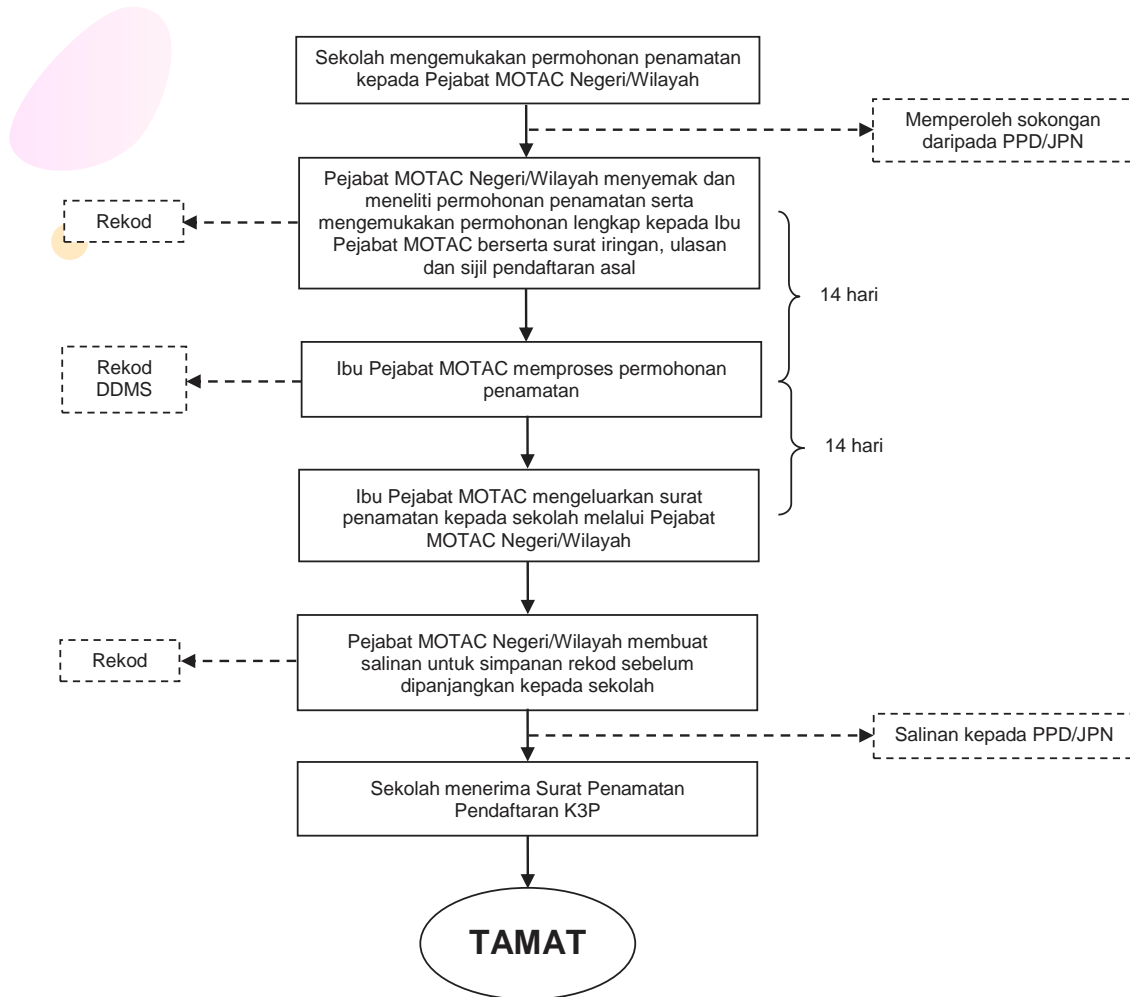 Sekolah mengemukakan permohonan penamatan
kepada Pejabat MOTAC Negeri/Wilayah
Memperoleh sokongan
daripada PPD/JPN
Pejabat MOTAC Negeri/Wilayah menyemak dan
meneliti permohonan penamatan serta
mengemukakan permohonan lengkap kepada Ibu
Pejabat MOTAC berserta surat iringan, ulasan
dan sijil pendaftaran asal
Rekod
14 hari
Ibu Pejabat MOTAC memproses permohonan
penamatan
Rekod
DDMS
14 hari
Ibu Pejabat MOTAC mengeluarkan surat
penamatan kepada sekolah melalui Pejabat
MOTAC Negeri/Wilayah
Pejabat MOTAC Negeri/Wilayah membuat
salinan untuk simpanan rekod sebelum
dipanjangkan kepada sekolah
Rekod
Salinan kepada PPD/JPN
Sekolah menerima Surat Penamatan
Pendaftaran K3P
TAMAT